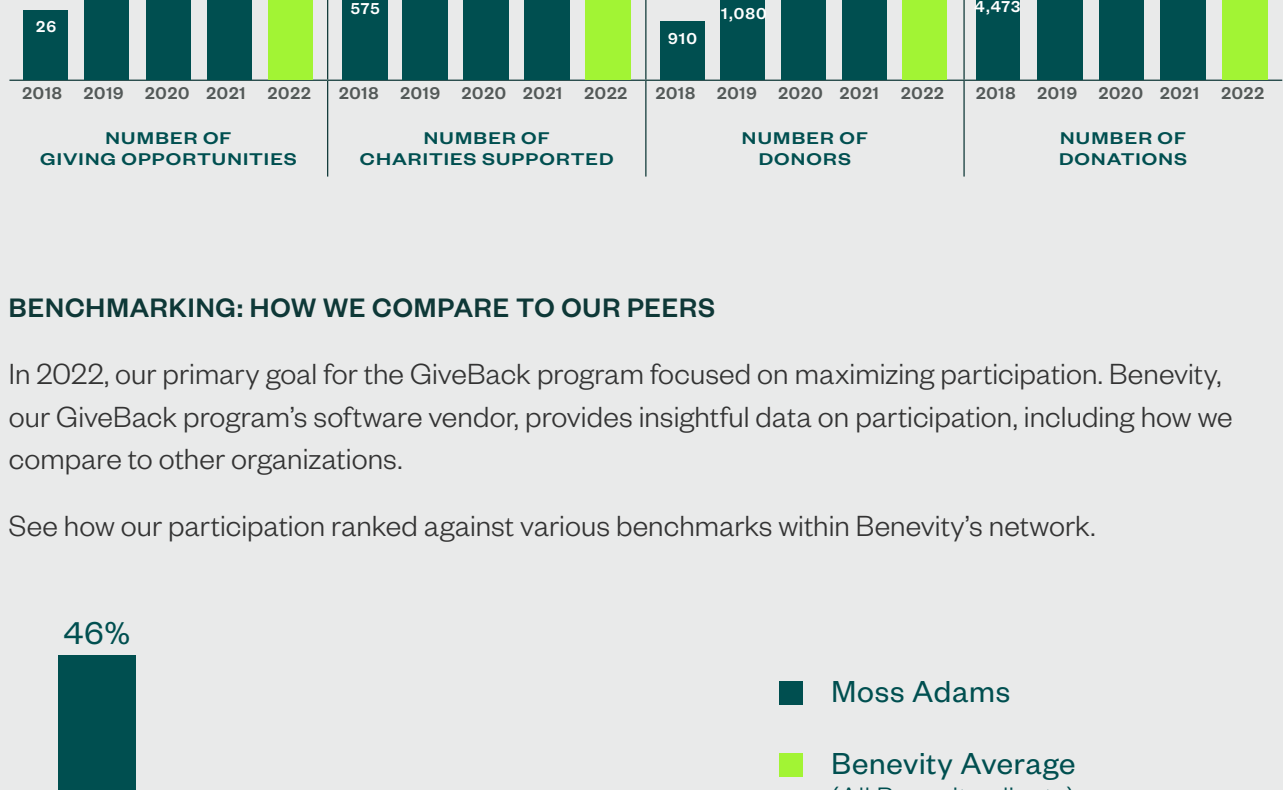 26
575
910
1,080
4,473
2018 2019 2020 2021 2022
2018 2019 2020 2021 2022
2018 2019 2020 2021 2022
2018 2019 2020 2021 2022
NUMBER OF
GIVING OPPORTUNITIES
NUMBER OF
CHARITIES SUPPORTED
NUMBER OF
DONORS
NUMBER OF
DONATIONS
BENCHMARKING: HOW WE COMPARE TO OUR PEERS
In 2022, our primary goal for the GiveBack program focused on maximizing participation. Benevity,
our GiveBack program’s software vendor, provides insightful data on participation, including how we
compare to other organizations.
See how our participation ranked against various benchmarks within Benevity’s network.
46%
Moss Adams
Benevity Average